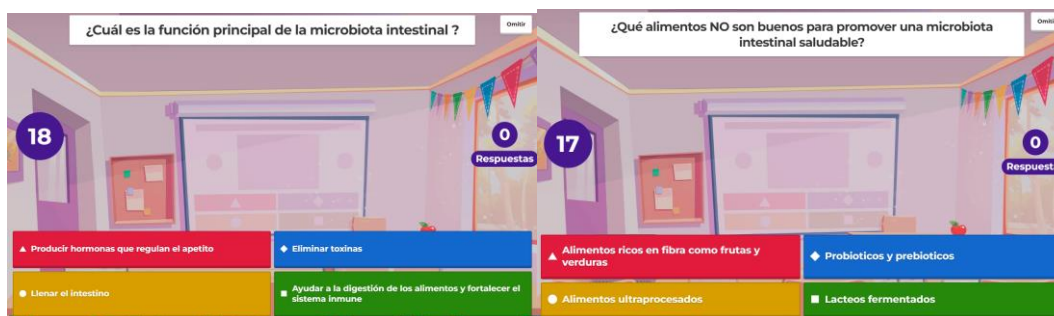 ¿Cuál es la función principal de la microbiota intestinal ?
Omitir
18
0
Respuestas
Producir hormonas que regulan el apetito
Eliminar toxinas
Llenar el intestino
Ayudar a la digestión de los alimentos y fortalecer el
sistema inmune
¿Qué alimentos NO son buenos para promover una microbiota
intestinal saludable?
Omitir
17
0
Respuest
Alimentos ricos en fibra como frutas y
verduras
Probioticos y prebioticos
Alimentos ultraprocesados
Lacteos fermentados